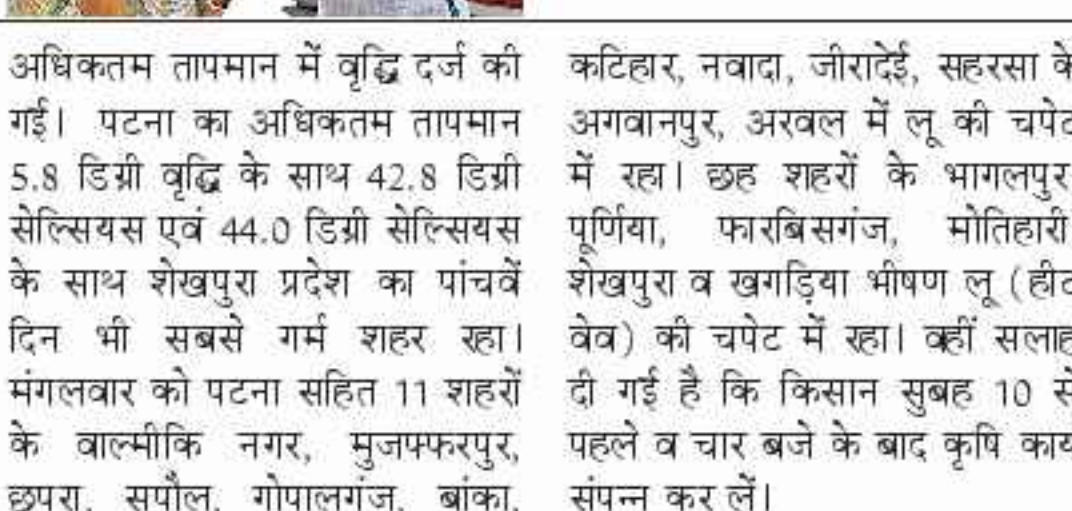 अधिकतम तापमान में वृद्धि दर्ज की
गई। पटना का अधिकतम तापमान
5.8 डिग्री वृद्धि के साथ 42.8 डिग्री
सेल्सियस एवं 44.0 डिग्री सेल्सियस
के साथ शेखपुरा प्रदेश का पांचवें
दिन भी सबसे गर्म शहर रहा।
मंगलवार को पटना सहित 11 शहरों
के वाल्मीकि नगर, मुजफ्फरपुर,
छपरा, सुपौल, गोपालगंज, बांका,
कटिहार, नवादा, जीरादेई, सहरसा के
अगवानपुर, अरवल में लू की चपेट
में रहा। छह शहरों के भागलपुर
पूर्णिया, फारबिसगंज, मोतिहारी
शेखपुरा व खगड़िया भीषण लू (हीट
वेव) की चपेट में रहा। वहीं सलाह
दी गई है कि किसान सुबह 10 से
पहले व चार बजे के बाद कृषि कार्य
संपन्न कर लें।